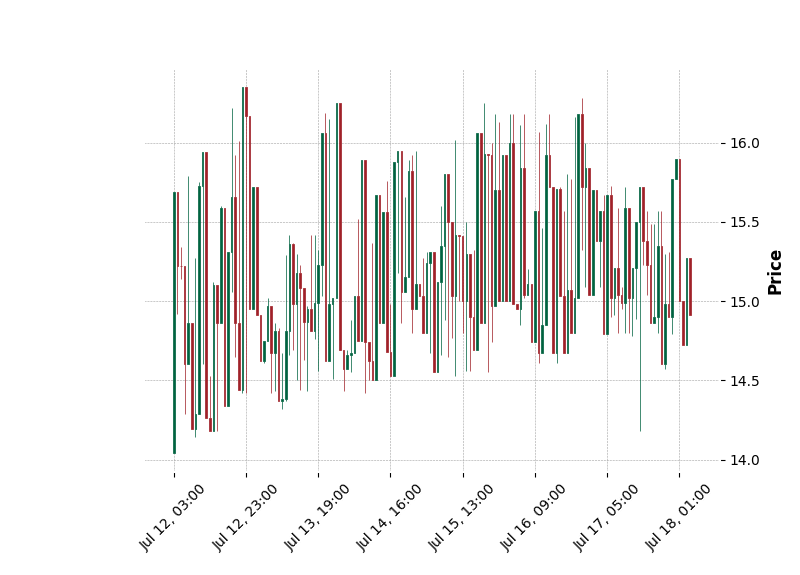 16.0
15.5
15.0
14.5
14.0
Price
Jul 12, 03:00
Jul 12, 23:00
Jul 13, 19:00
Jul 14, 16:00
Jul 15, 13:00
Jul 16, 09:00
Jul 17, 05:00
Jul 18, 01:00